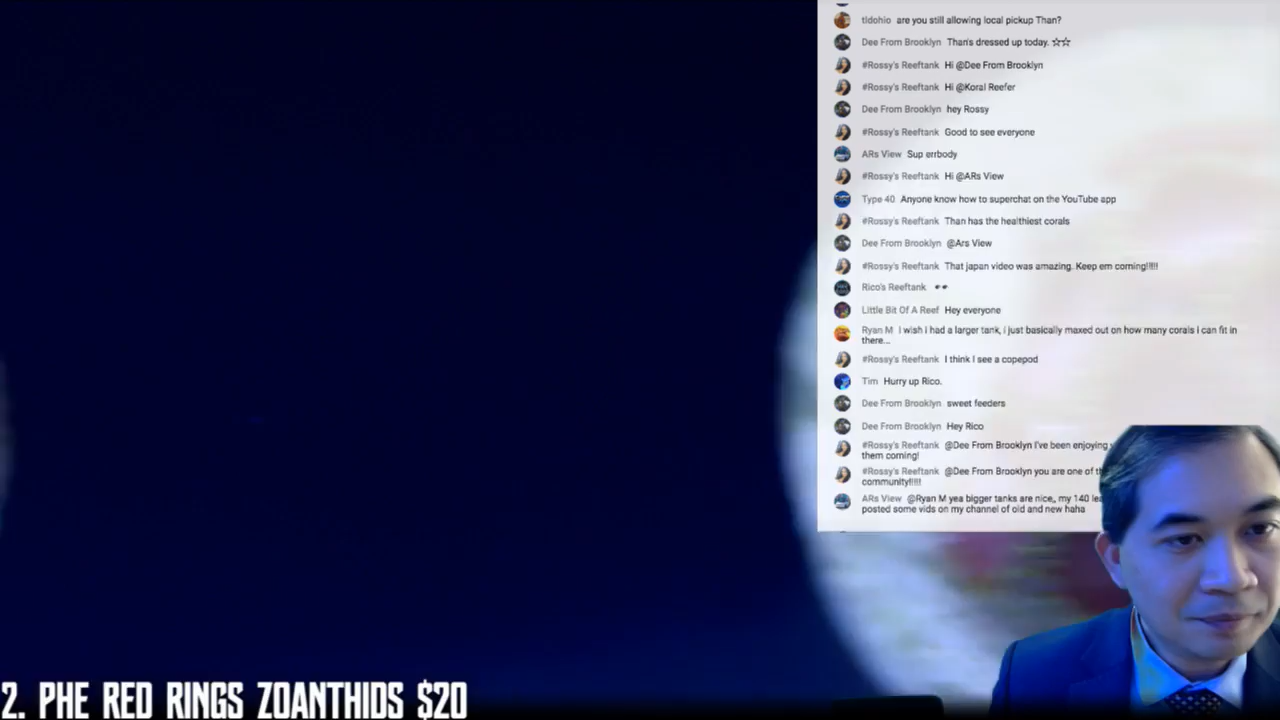 tldohio are you still allowing local pickup Than?
Dee From Brooklyn Than's dressed up today. ☆☆
#Rossy's Reeftank Hi @Dee From Brooklyn
#Rossy's Reeftank Hi @Koral Reefer
Dee From Brooklyn hey Rossy
#Rossy's Reeftank Good to see everyone
ARs View Sup errbody
#Rossy's Reeftank Hi @ARs View
Type 40 Anyone know how to superchat on the YouTube app
#Rossy's Reeftank Than has the healthiest corals
Dee From Brooklyn @Ars View
#Rossy's Reeftank That japan video was amazing. Keep em coming!!!!!
Rico's Reeftank 👀
Little Bit Of A Reef Hey everyone
Ryan M I wish i had a larger tank, i just basically maxed out on how many corals i can fit in
there...
#Rossy's Reeftank I think I see a copepod
Tim Hurry up Rico.
Dee From Brooklyn sweet feeders
Dee From Brooklyn Hey Rico
#Rossy's Reeftank @Dee From Brooklyn I've been enjoying
them coming!
#Rossy's Reeftank @Dee From Brooklyn you are one of
community!!!!!
ARs View @Ryan M yea bigger tanks are nice, my 140
posted some vids on my channel of old and new haha
2. PHE RED RINGS ZOANTHIDS $20